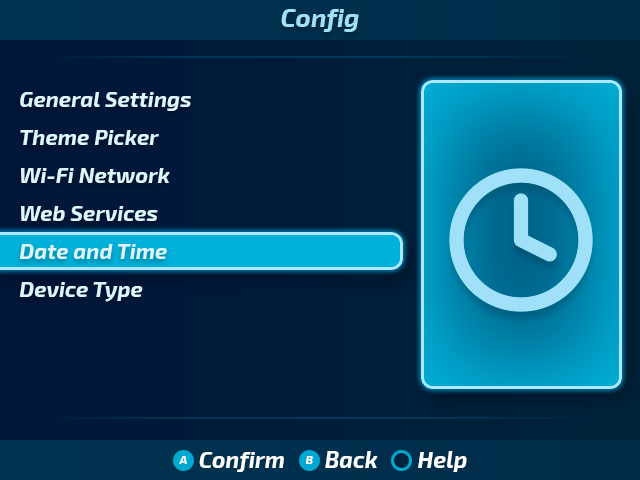 Config
General Settings
Theme Picker
Wi-Fi Network
Web Services
Date and Time
Device Type
A Confirm B Back Help